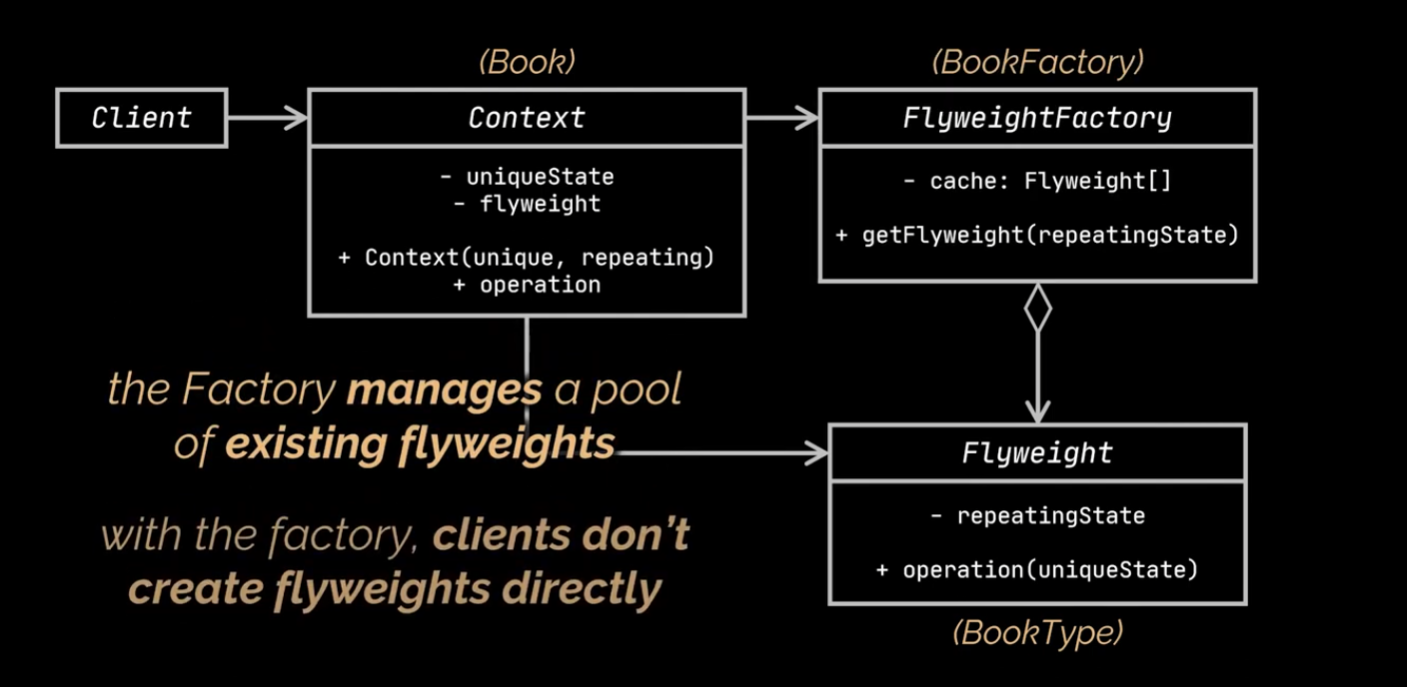 (Book)
(BookFactory)
Client
Context
FlyweightFactory
- uniqueState
- flyweight
+ Context(unique, repeating)
+ operation
- cache: Flyweight[]
+ getFlyweight(repeatingState)
the Factory manages a pool
of existing flyweights
with the factory, clients don’t
create flyweights directly
Flyweight
- repeatingState
+ operation(uniqueState)
(BookType)